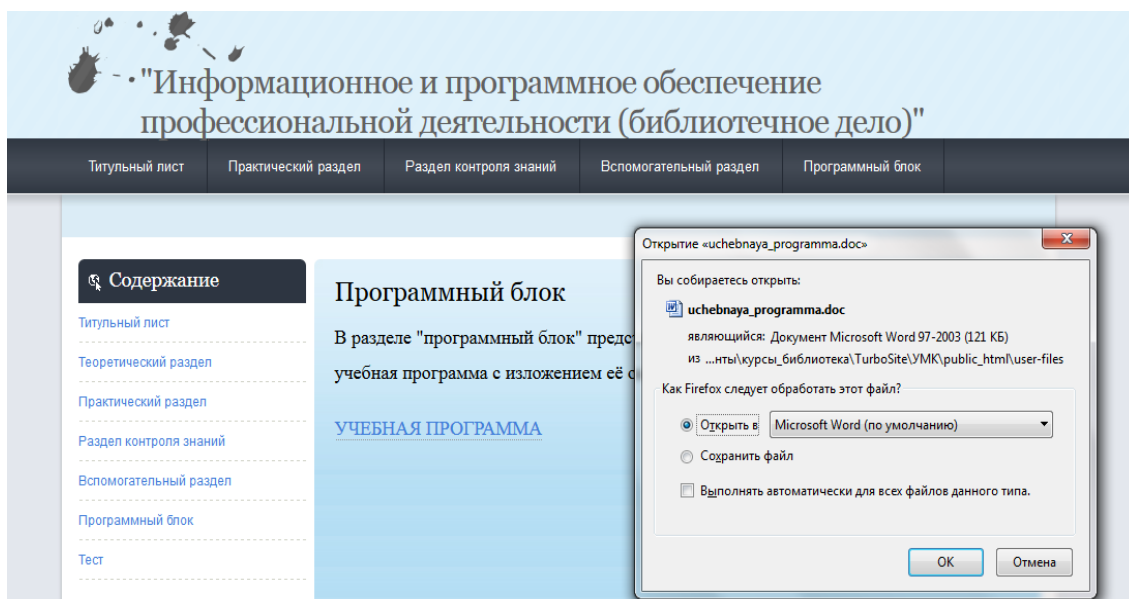 "Информационное и программное обеспечение
профессиональной деятельности (библиотечное дело)"
Титульный лист Практический раздел Раздел контроля знаний Вспомогательный раздел Программный блок
Содержание
Титульный лист
Теоретический раздел
Практический раздел
Раздел контроля знаний
Вспомогательный раздел
Программный блок
Тест
Программный блок
В разделе "программный блок"
учебная программа с изложением её
УЧЕБНАЯ ПРОГРАММА
Открытие «uchebnaya_programma.doc»
Вы собираетесь открыть:
uchebnaya_programma.doc
являющийся: Документ Microsoft Word 97-2003 (121 КБ)
из ...нты\курсы_библиотека\TurboSite\УМК\public_html\user-files
Как Firefox следует обработать этот файл?
Открыть в Microsoft Word (по умолчанию)
Сохранить файл
Выполнять автоматически для всех файлов данного типа.
OK Отмена